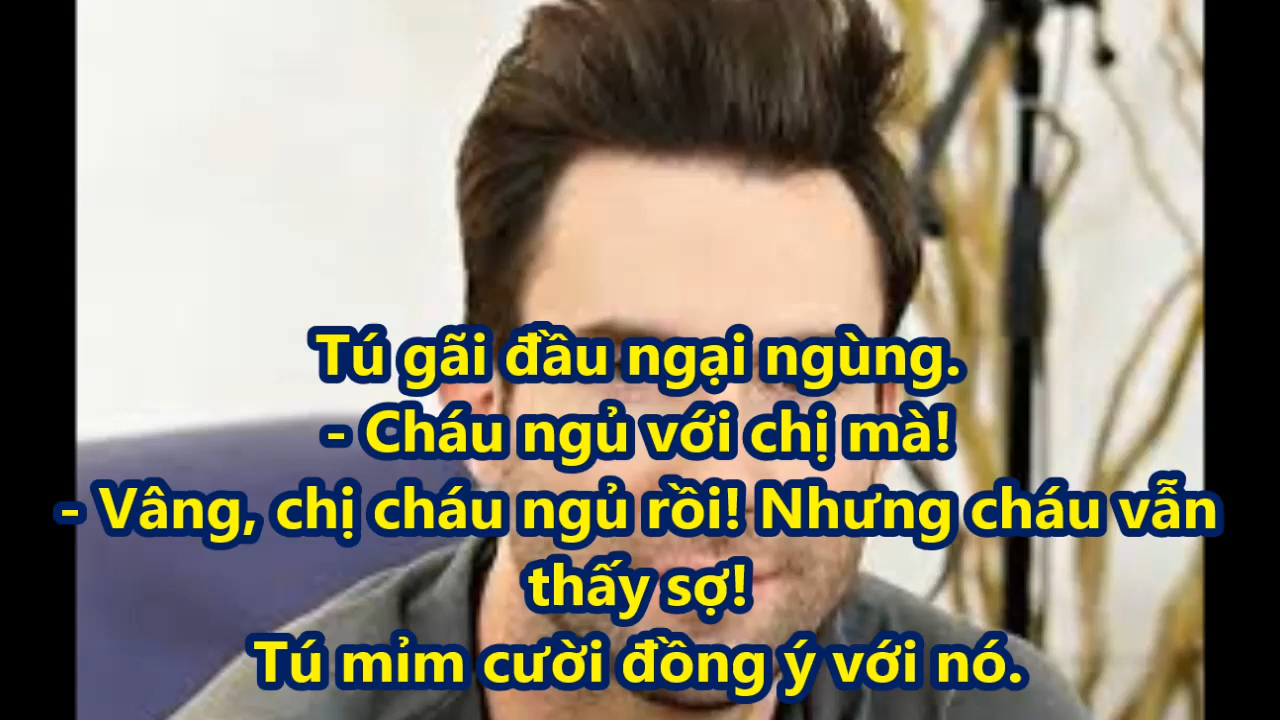 Tú gãi đầu ngại ngùng.
- Cháu ngủ với chị mà!
- Vâng, chị cháu ngủ rồi! Nhưng cháu vẫn
thấy sợ!
Tú mỉm cười đồng ý với nó.